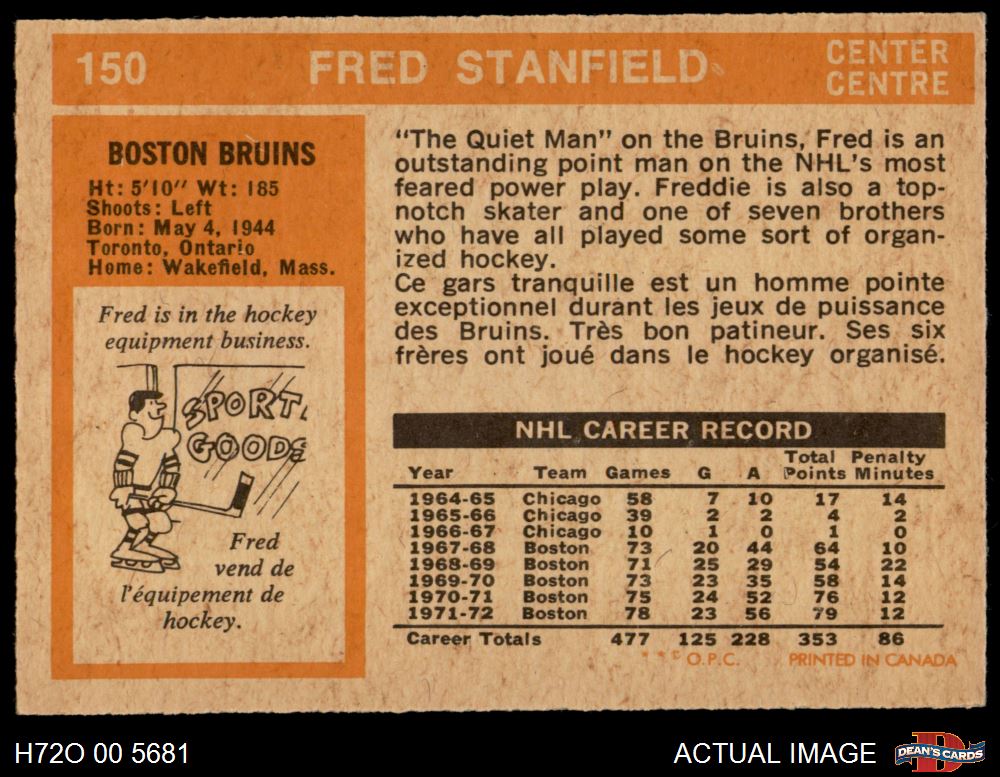 150 FRED STANFIELD CENTER
CENTRE
BOSTON BRUINS
Ht: 5'10" Wt: 185
Shoots: Left
Born: May 4, 1944
Toronto, Ontario
Home: Wakefield, Mass.
Fred is in the hockey
equipment business.
SPORT
GOODS
Fred
vend de
l'équipement de
hockey.
"The Quiet Man" on the Bruins, Fred is an
outstanding point man on the NHL's most
feared power play. Freddie is also a top-
notch skater and one of seven brothers
who have all played some sort of organ-
ized hockey.
Ce gars tranquille est un homme pointe
exceptionnel durant les jeux de puissance
des Bruins. Très bon patineur. Ses six
frères ont joué dans le hockey organisé.
NHL CAREER RECORD
Year Team Games G A Total Points Penalty Minutes
1964-65 Chicago 58 7 10 17 14
1965-66 Chicago 39 2 2 4 2
1966-67 Chicago 10 1 0 1 0
1967-68 Boston 73 20 44 64 10
1968-69 Boston 71 25 29 54 22
1969-70 Boston 73 23 35 58 14
1970-71 Boston 75 24 52 76 12
1971-72 Boston 78 23 56 79 12
Career Totals 477 125 228 353 86
O.P.C. PRINTED IN CANADA
H72O 00 5681 ACTUAL IMAGE D DEAN'S CARDS